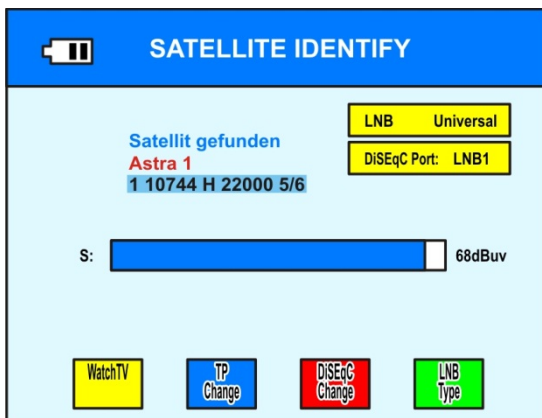 SATELLITE IDENTIFY
LNB Universal
DiSEqC Port: LNB1
Satellit gefunden
Astra 1
1 10744 H 22000 5/6
S: 68dBuv
WatchTV
TP
Change
DiSEqC
Change
LNB
Type